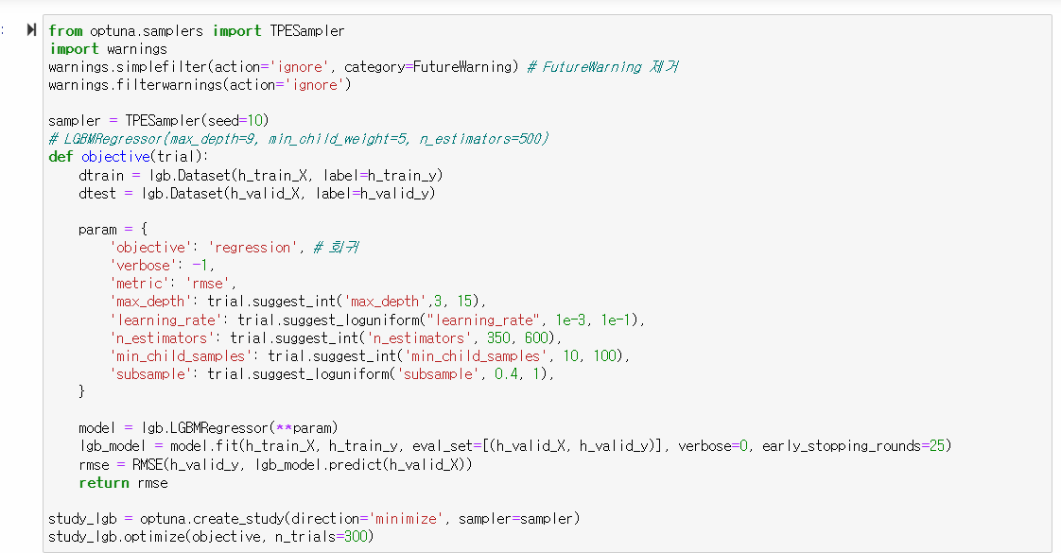 from optuna.samplers import TPESampler
import warnings
warnings.simplefilter(action='ignore', category=FutureWarning) # FutureWarning 제거
warnings.filterwarnings(action='ignore')
sampler = TPESampler(seed=10)
# LGBMRegressor(max_depth=9, min_child_weight=5, n_estimators=500)
def objective(trial):
    dtrain = lgb.Dataset(h_train_X, label=h_train_y)
    dtest = lgb.Dataset(h_valid_X, label=h_valid_y)
    param = {
        'objective': 'regression', # 회귀
        'verbose': -1,
        'metric': 'rmse',
        'max_depth': trial.suggest_int('max_depth',3, 15),
        'learning_rate': trial.suggest_loguniform("learning_rate", 1e-3, 1e-1),
        'n_estimators': trial.suggest_int('n_estimators', 350, 600),
        'min_child_samples': trial.suggest_int('min_child_samples', 10, 100),
        'subsample': trial.suggest_loguniform('subsample', 0.4, 1),
    }
    model = lgb.LGBMRegressor(**param)
    lgb_model = model.fit(h_train_X, h_train_y, eval_set=[(h_valid_X, h_valid_y)], verbose=0, early_stopping_rounds=25)
    rmse = RMSE(h_valid_y, lgb_model.predict(h_valid_X))
    return rmse
study_lgb = optuna.create_study(direction='minimize', sampler=sampler)
study_lgb.optimize(objective, n_trials=300)